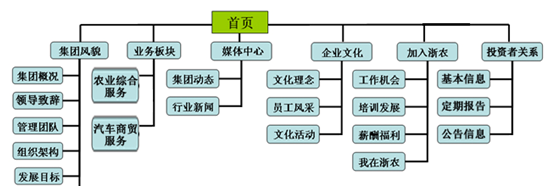 首页
集团风貌
业务板块
媒体中心
企业文化
加入浙农
投资者关系
集团概况
领导致辞
管理团队
组织架构
发展目标
农业综合
服务
汽车商贸
服务
集团动态
行业新闻
文化理念
员工风采
文化活动
工作机会
培训发展
薪酬福利
我在浙农
基本信息
定期报告
公告信息